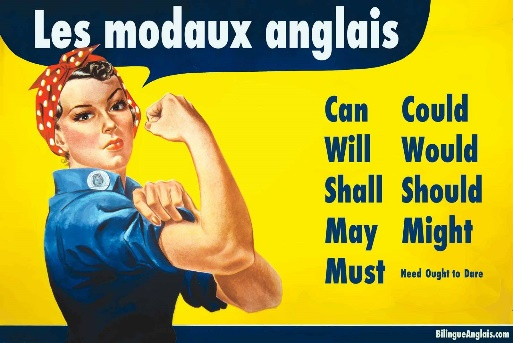 Les modaux anglais
Can Could
Will Would
Shall Should
May Might
Must Need Ought to Dare
BilingueAnglais.com